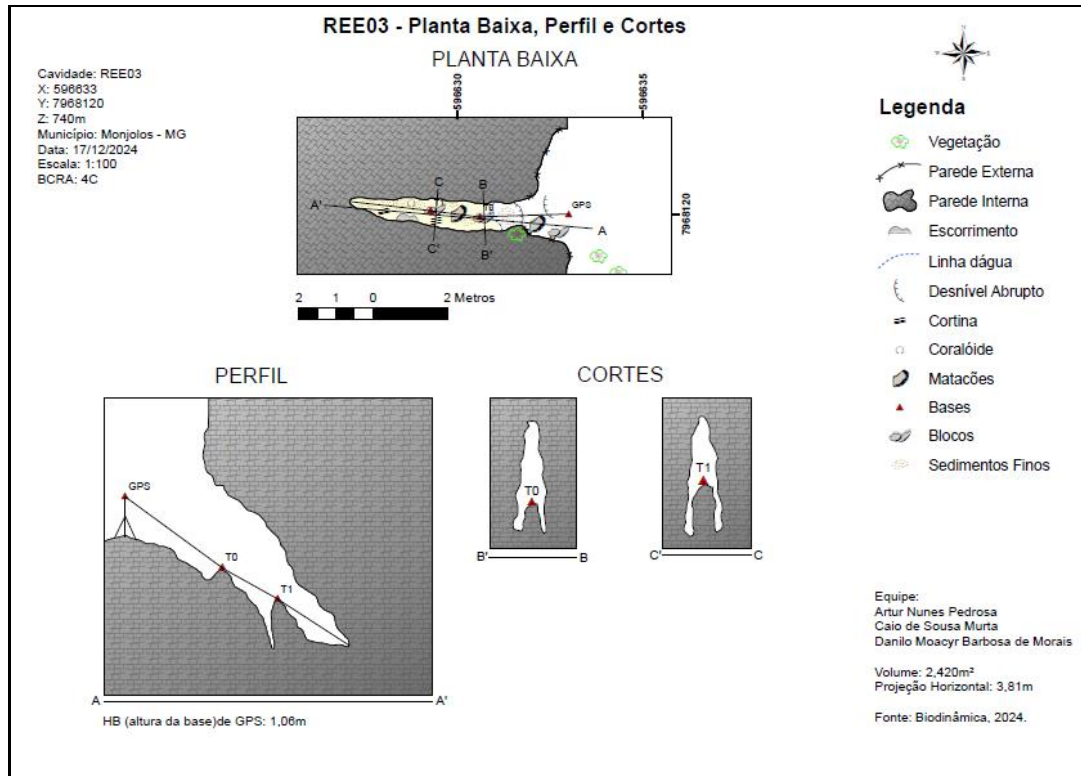 REE03 - Planta Baixa, Perfil e Cortes
PLANTA BAIXA
Cavidade: REE03
X: 596633
Y: 7968120
Z: 740m
Município: Monjolos - MG
Data: 17/12/2024
Escala: 1:100
BCRA: 4C
596630
596635
7968120
A'
C
B
GPS
A
C'
B'
2 1 0 2 Metros
Legenda
Vegetação
Parede Externa
Parede Interna
Escorrimento
Linha dágua
Desnível Abrupto
Cortina
Coralóide
Matacões
Bases
Blocos
Sedimentos Finos
PERFIL
GPS
T0
T1
A A'
HB (altura da base)de GPS: 1,06m
CORTES
T0
B' B
T1
C' C
Equipe:
Artur Nunes Pedrosa
Caio de Sousa Murta
Danilo Moacyr Barbosa de Morais
Volume: 2,420m²
Projeção Horizontal: 3,81m
Fonte: Biodinâmica, 2024.